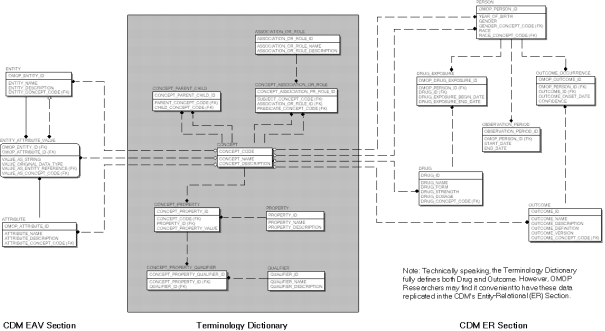 ASSOCIATION_OR_ROLE
ASSOCIATION_OR_ROLE_ID
ASSOCIATION_OR_ROLE_NAME
ASSOCIATION_OR_ROLE_DESCRIPTION
PERSON
OMOP_PERSON_ID
YEAR_OF_BIRTH
GENDER
GENDER_CONCEPT_CODE (FK)
RACE
RACE_CONCEPT_CODE (FK)
ENTITY
OMOP_ENTITY_ID
ENTITY_NAME
ENTITY_DESCRIPTION
ENTITY_CONCEPT_CODE (FK)
CONCEPT_PARENT_CHILD
CONCEPT_PARENT_CHILD_ID
PARENT_CONCEPT_CODE (FK)
CHILD_CONCEPT_CODE (FK)
CONCEPT_ASSOCIATION_OR_ROLE
CONCEPT_ASSOCIATION_OR_ROLE_ID
SUBJECT_CONCEPT_CODE (FK)
ASSOCIATION_OR_ROLE_ID (FK)
PREDICATE_CONCEPT_CODE (FK)
DRUG_EXPOSURE
OMOP_DRUG_EXPOSURE_ID
OMOP_PERSON_ID (FK)
DRUG_ID (FK)
DRUG_EXPOSURE_BEGIN_DATE
DRUG_EXPOSURE_END_DATE
OUTCOME_OCCURRENCE
OMOP_OUTCOME_ID
OMOP_PERSON_ID (FK)
OUTCOME_ID (FK)
OUTCOME_ONSET_DATE
CONFIDENCE
OBSERVATION_PERIOD
OBSERVATION_PERIOD_ID
OMOP_PERSON_ID (FK)
START_DATE
END_DATE
ENTITY_ATTRIBUTE_VALUE
OMOP_ENTITY_ID (FK)
OMOP_ATTRIBUTE_ID (FK)
VALUE_AS_STRING
VALUE_ORIGINAL_DATA_TYPE
VALUE_AS_ENTITY_REFERENCE (FK)
VALUE_AS_CONCEPT_CODE (FK)
CONCEPT
CONCEPT_CODE
CONCEPT_NAME
CONCEPT_DESCRIPTION
DRUG
DRUG_ID
DRUG_NAME
DRUG_FORM
DRUG_STRENGTH
DRUG_DOSAGE
DRUG_CONCEPT_CODE (FK)
ATTRIBUTE
OMOP_ATTRIBUTE_ID
ATTRIBUTE_NAME
ATTRIBUTE_DESCRIPTION
ATTRIBUTE_CONCEPT_CODE (FK)
CONCEPT_PROPERTY
CONCEPT_PROPERTY_ID
CONCEPT_CODE (FK)
PROPERTY_ID (FK)
CONCEPT_PROPERTY_VALUE
PROPERTY
PROPERTY_ID
PROPERTY_NAME
PROPERTY_DESCRIPTION
OUTCOME
OUTCOME_ID
OUTCOME_NAME
OUTCOME_DESCRIPTION
OUTCOME_DEFINITION
OUTCOME_VERSION
OUTCOME_CONCEPT_CODE (FK)
CONCEPT_PROPERTY_QUALIFIER
CONCEPT_PROPERTY_QUALIFIER_ID
CONCEPT_PROPERTY_ID (FK)
QUALIFIER_ID (FK)
QUALIFIER
QUALIFIER_ID
QUALIFIER_NAME
QUALIFIER_DESCRIPTION
Note: Technically speaking, the Terminology Dictionary
fully defines both Drug and Outcome. However, OMOP
Researchers may find it convenient to have these data
replicated in the CDM's Entity-Relational (ER) Section.
CDM EAV Section
Terminology Dictionary
CDM ER Section